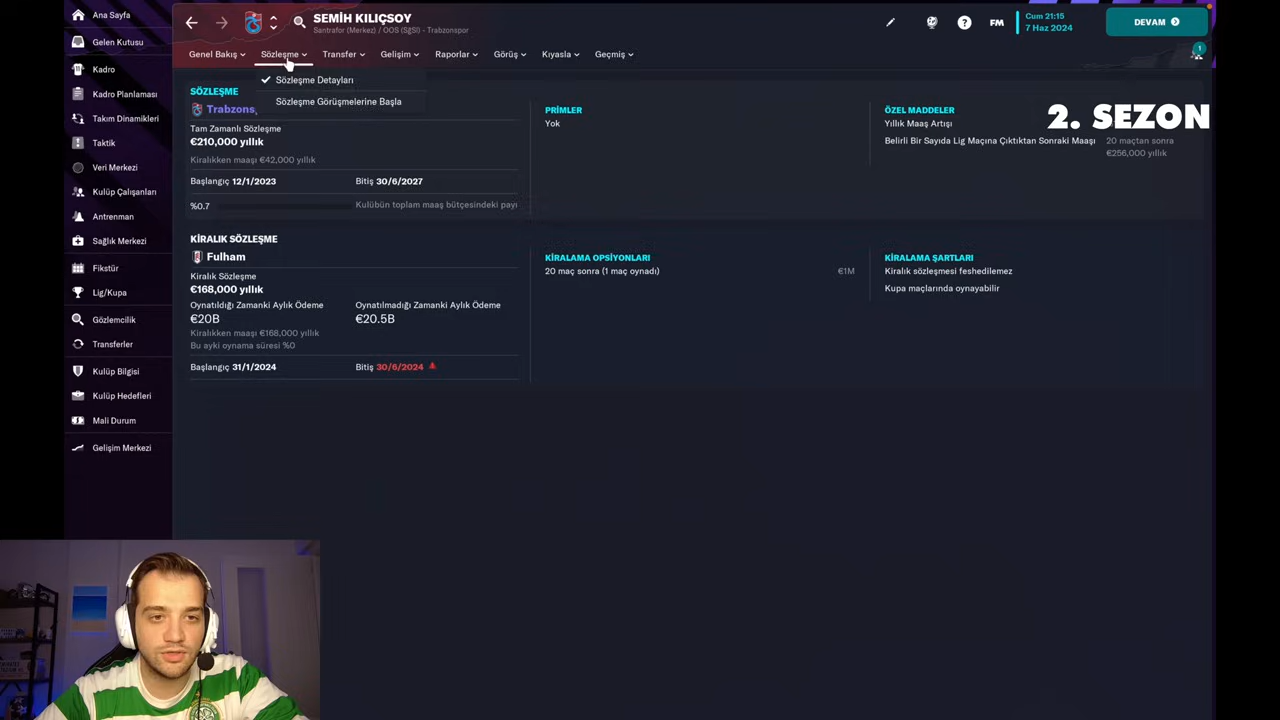 Ana Sayfa
Gelen Kutusu
Kadro
Kadro Planlaması
Takım Dinamikleri
Taktik
Veri Merkezi
Kulüp Çalışanları
Antrenman
Sağlık Merkezi
Fikstür
Lig/Kupa
Gözlemcilik
Transferler
Kulüp Bilgisi
Kulüp Hedefleri
Mali Durum
Gelişim Merkezi
SEMİH KILIÇSOY
Santrafor (Merkez) / OOS (SğSl) - Trabzonspor
FM
Cum 21:15
7 Haz 2024
DEVAM
Genel Bakış
Sözleşme
Transfer
Gelişim
Raporlar
Görüş
Kıyasla
Geçmiş
1
Sözleşme Detayları
Sözleşme Görüşmelerine Başla
SÖZLEŞME
Trabzons
Tam Zamanlı Sözleşme
€210,000 yıllık
Kiralıkken maaşı €42,000 yıllık
Başlangıç 12/1/2023
Bitiş 30/6/2027
%0.7
Kulübün toplam maaş bütçesindeki payı
PRİMLER
Yok
ÖZEL MADDELER
Yıllık Maaş Artışı
Belirli Bir Sayıda Lig Maçına Çıktıktan Sonraki Maaşı
20 maçtan sonra
€256,000 yıllık
2. SEZON
KİRALIK SÖZLEŞME
Fulham
Kiralık Sözleşme
€168,000 yıllık
Oynatıldığı Zamanki Aylık Ödeme
€20B
Oynatılmadığı Zamanki Aylık Ödeme
€20.5B
Kiralıkken maaşı €168,000 yıllık
Bu ayki oynama süresi %0
Başlangıç 31/1/2024
Bitiş 30/6/2024
KİRALAMA OPSİYONLARI
20 maç sonra (1 maç oynadı)
€1M
KİRALAMA ŞARTLARI
Kiralık sözleşmesi feshedilemez
Kupa maçlarında oynayabilir